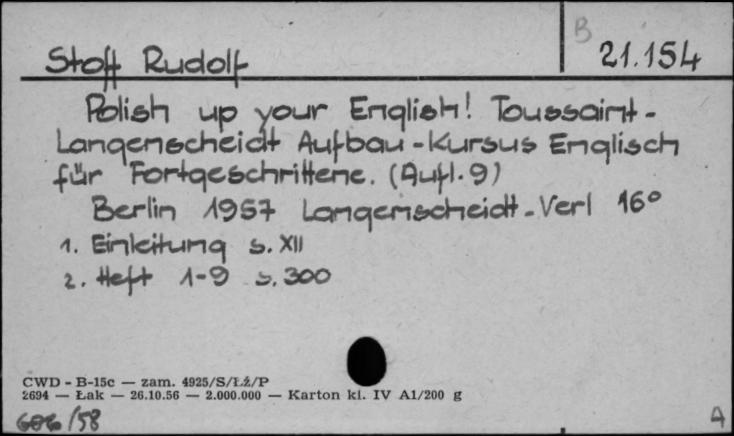 B
21.154
Stoff Rudolf
Polish up your English! Toussaint-
Langenscheidt Aufbau-Kursus Englisch
für Fortgeschrittene. (Aufl. 9)
Berlin 1957 Langenscheidt-Verl 16°
1. Einleitung s. XII
2. Heft 1-9 s. 300
CWD - B-15c — zam. 4925/S/Łź/P
2694 — Łak — 26.10.56 — 2.000.000 — Karton kl. IV A1/200 g
/58
A